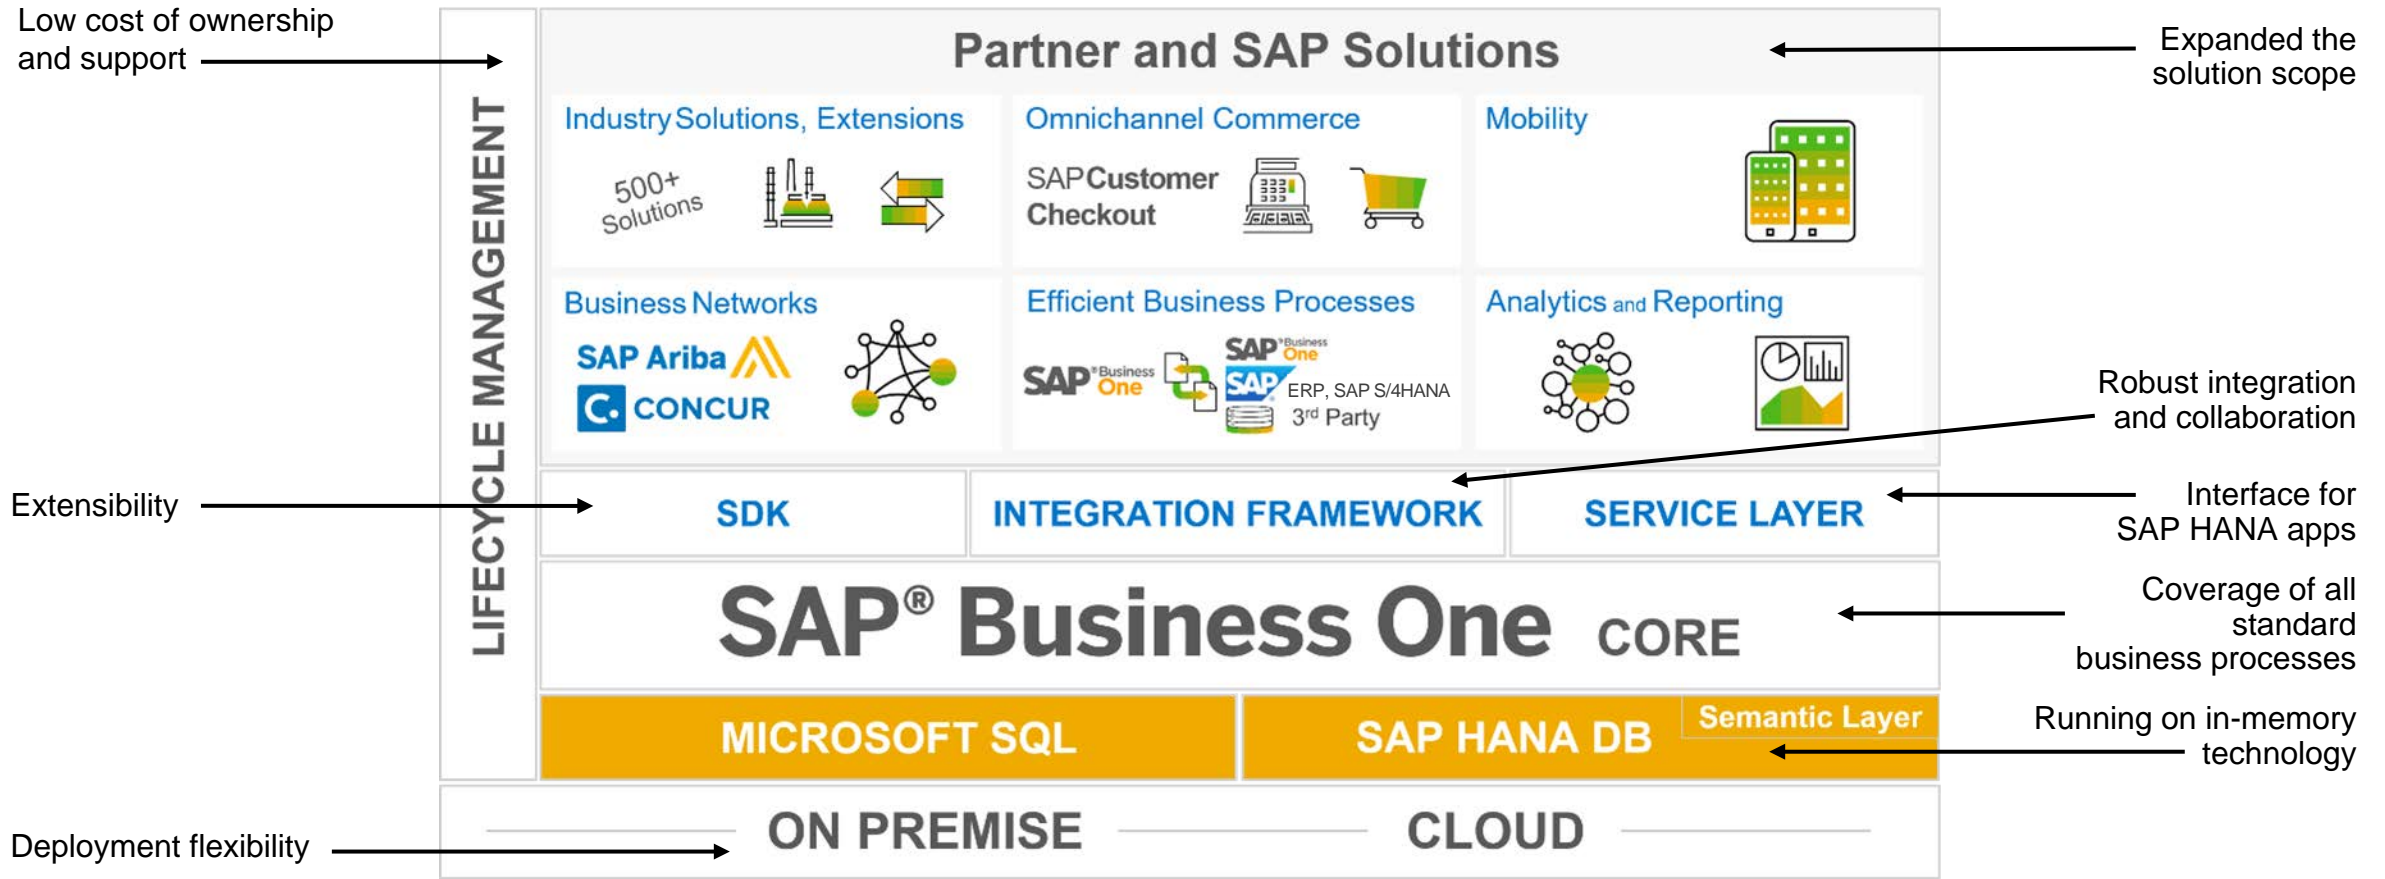 Low cost of ownership
and support
Extensibility
Deployment flexibility
LIFECYCLE MANAGEMENT
Partner and SAP Solutions
Industry Solutions, Extensions
500+
Solutions
Omnichannel Commerce
SAP Customer
Checkout
Mobility
Business Networks
SAP Ariba
C. CONCUR
Efficient Business Processes
SAP® Business
One
SAP® Business
One
SAP ERP, SAP S/4HANA
3rd Party
Analytics and Reporting
SDK
INTEGRATION FRAMEWORK
SERVICE LAYER
SAP® Business One CORE
MICROSOFT SQL
SAP HANA DB
Semantic Layer
ON PREMISE
CLOUD
Expanded the
solution scope
Robust integration
and collaboration
Interface for
SAP HANA apps
Coverage of all
standard
business processes
Running on in-memory
technology